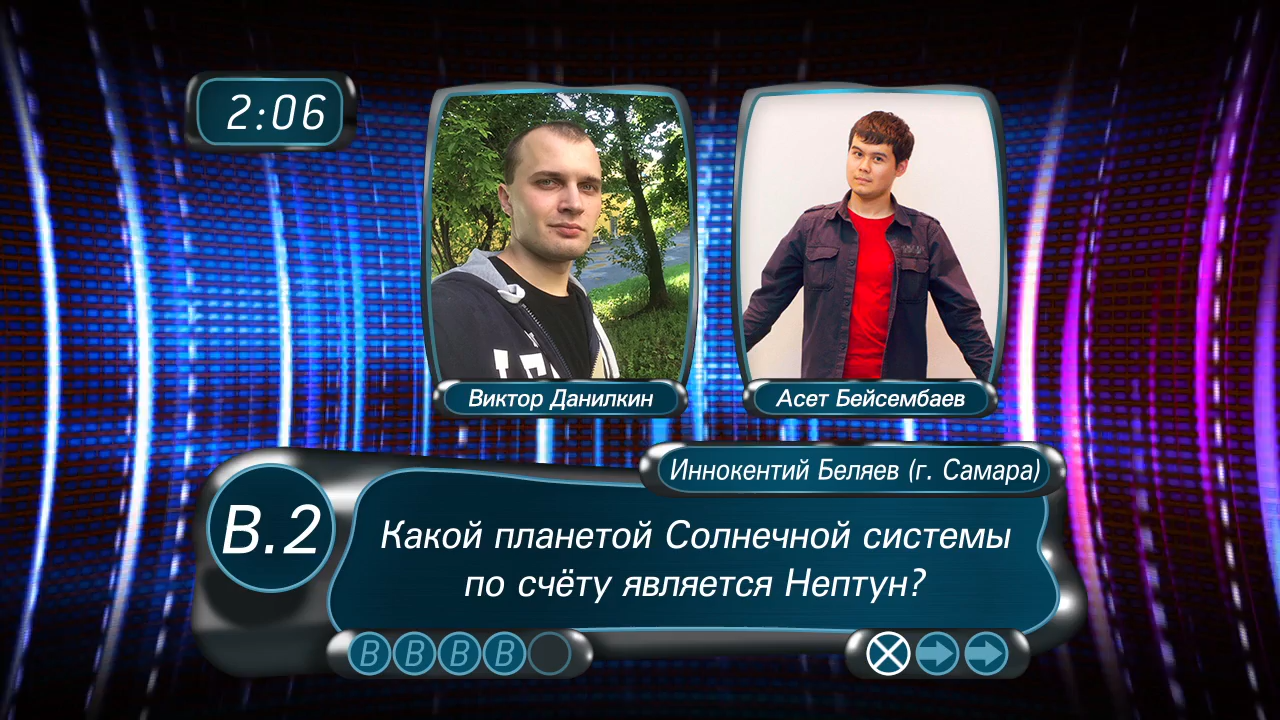 2:06
Виктор Данилкин
Асет Бейсембаев
Иннокентий Беляев (г. Самара)
В.2
Какой планетой Солнечной системы
по счёту является Нептун?
В В В В